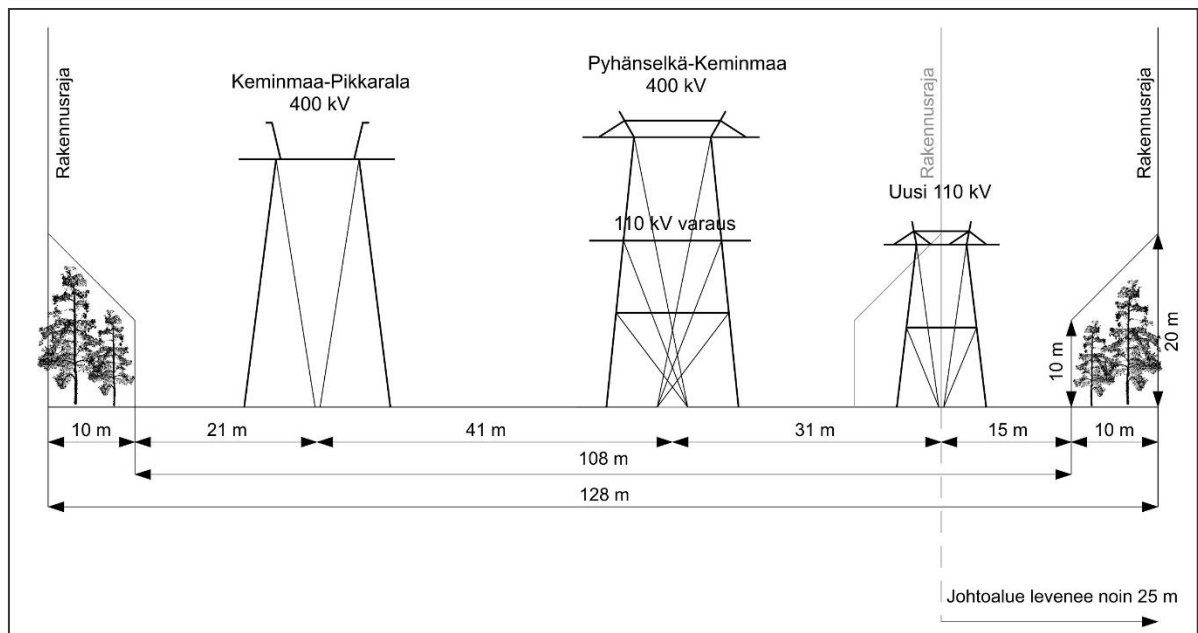 Rakennusraja
Keminmaa-Pikkarala
400 kV
Pyhänselkä-Keminmaa
400 kV
110 kV varaus
Rakennusraja
Uusi 110 kV
Rakennusraja
10 m
20 m
10 m
21 m
41 m
31 m
15 m
10 m
108 m
128 m
Johtoalue levenee noin 25 m